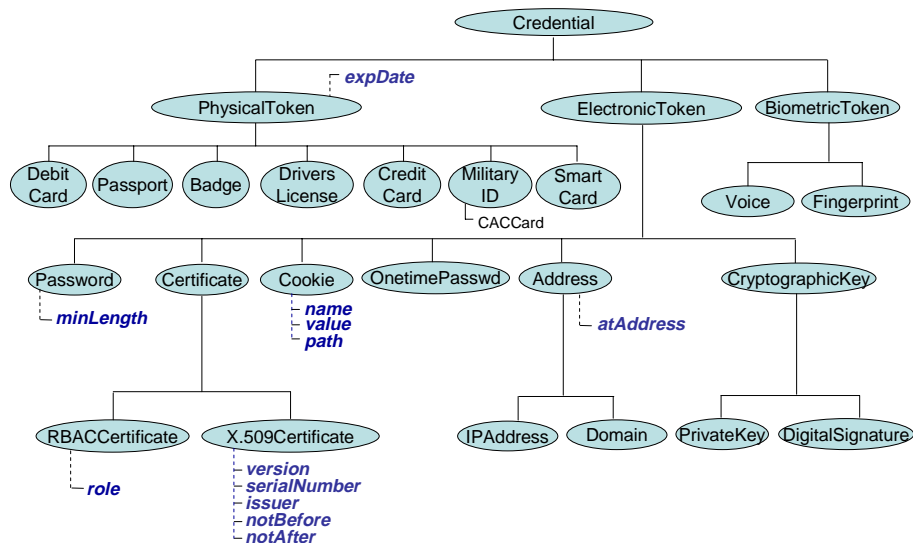 Credential
expDate
PhysicalToken
ElectronicToken
BiometricToken
Debit
Card
Passport
Badge
Drivers
License
Credit
Card
Military
ID
Smart
Card
CACCard
Voice
Fingerprint
Password
Certificate
Cookie
OnetimePasswd
Address
CryptographicKey
minLength
name
value
path
atAddress
RBACCertificate
X.509Certificate
IPAddress
Domain
PrivateKey
DigitalSignature
role
version
serialNumber
issuer
notBefore
notAfter